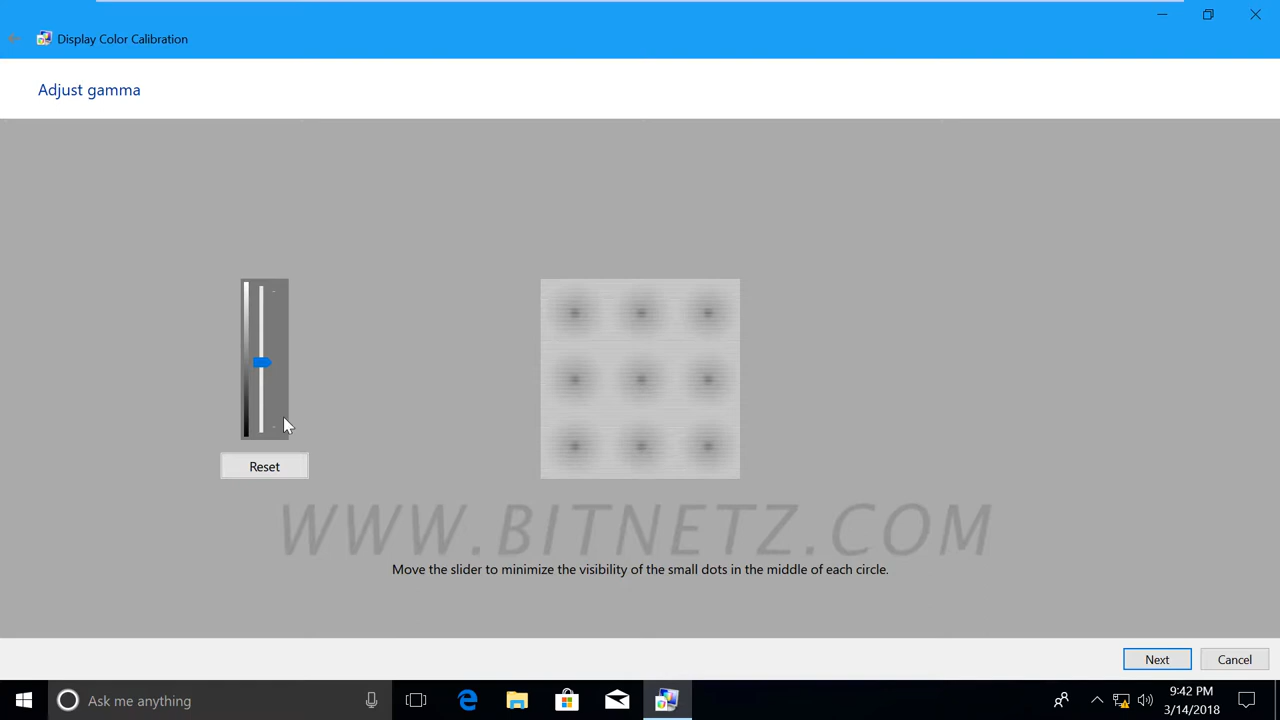 Display Color Calibration
Adjust gamma
Reset
WWW.BITNETZ.COM
Move the slider to minimize the visibility of the small dots in the middle of each circle.
Next
Cancel
Ask me anything
9:42 PM
3/14/2018